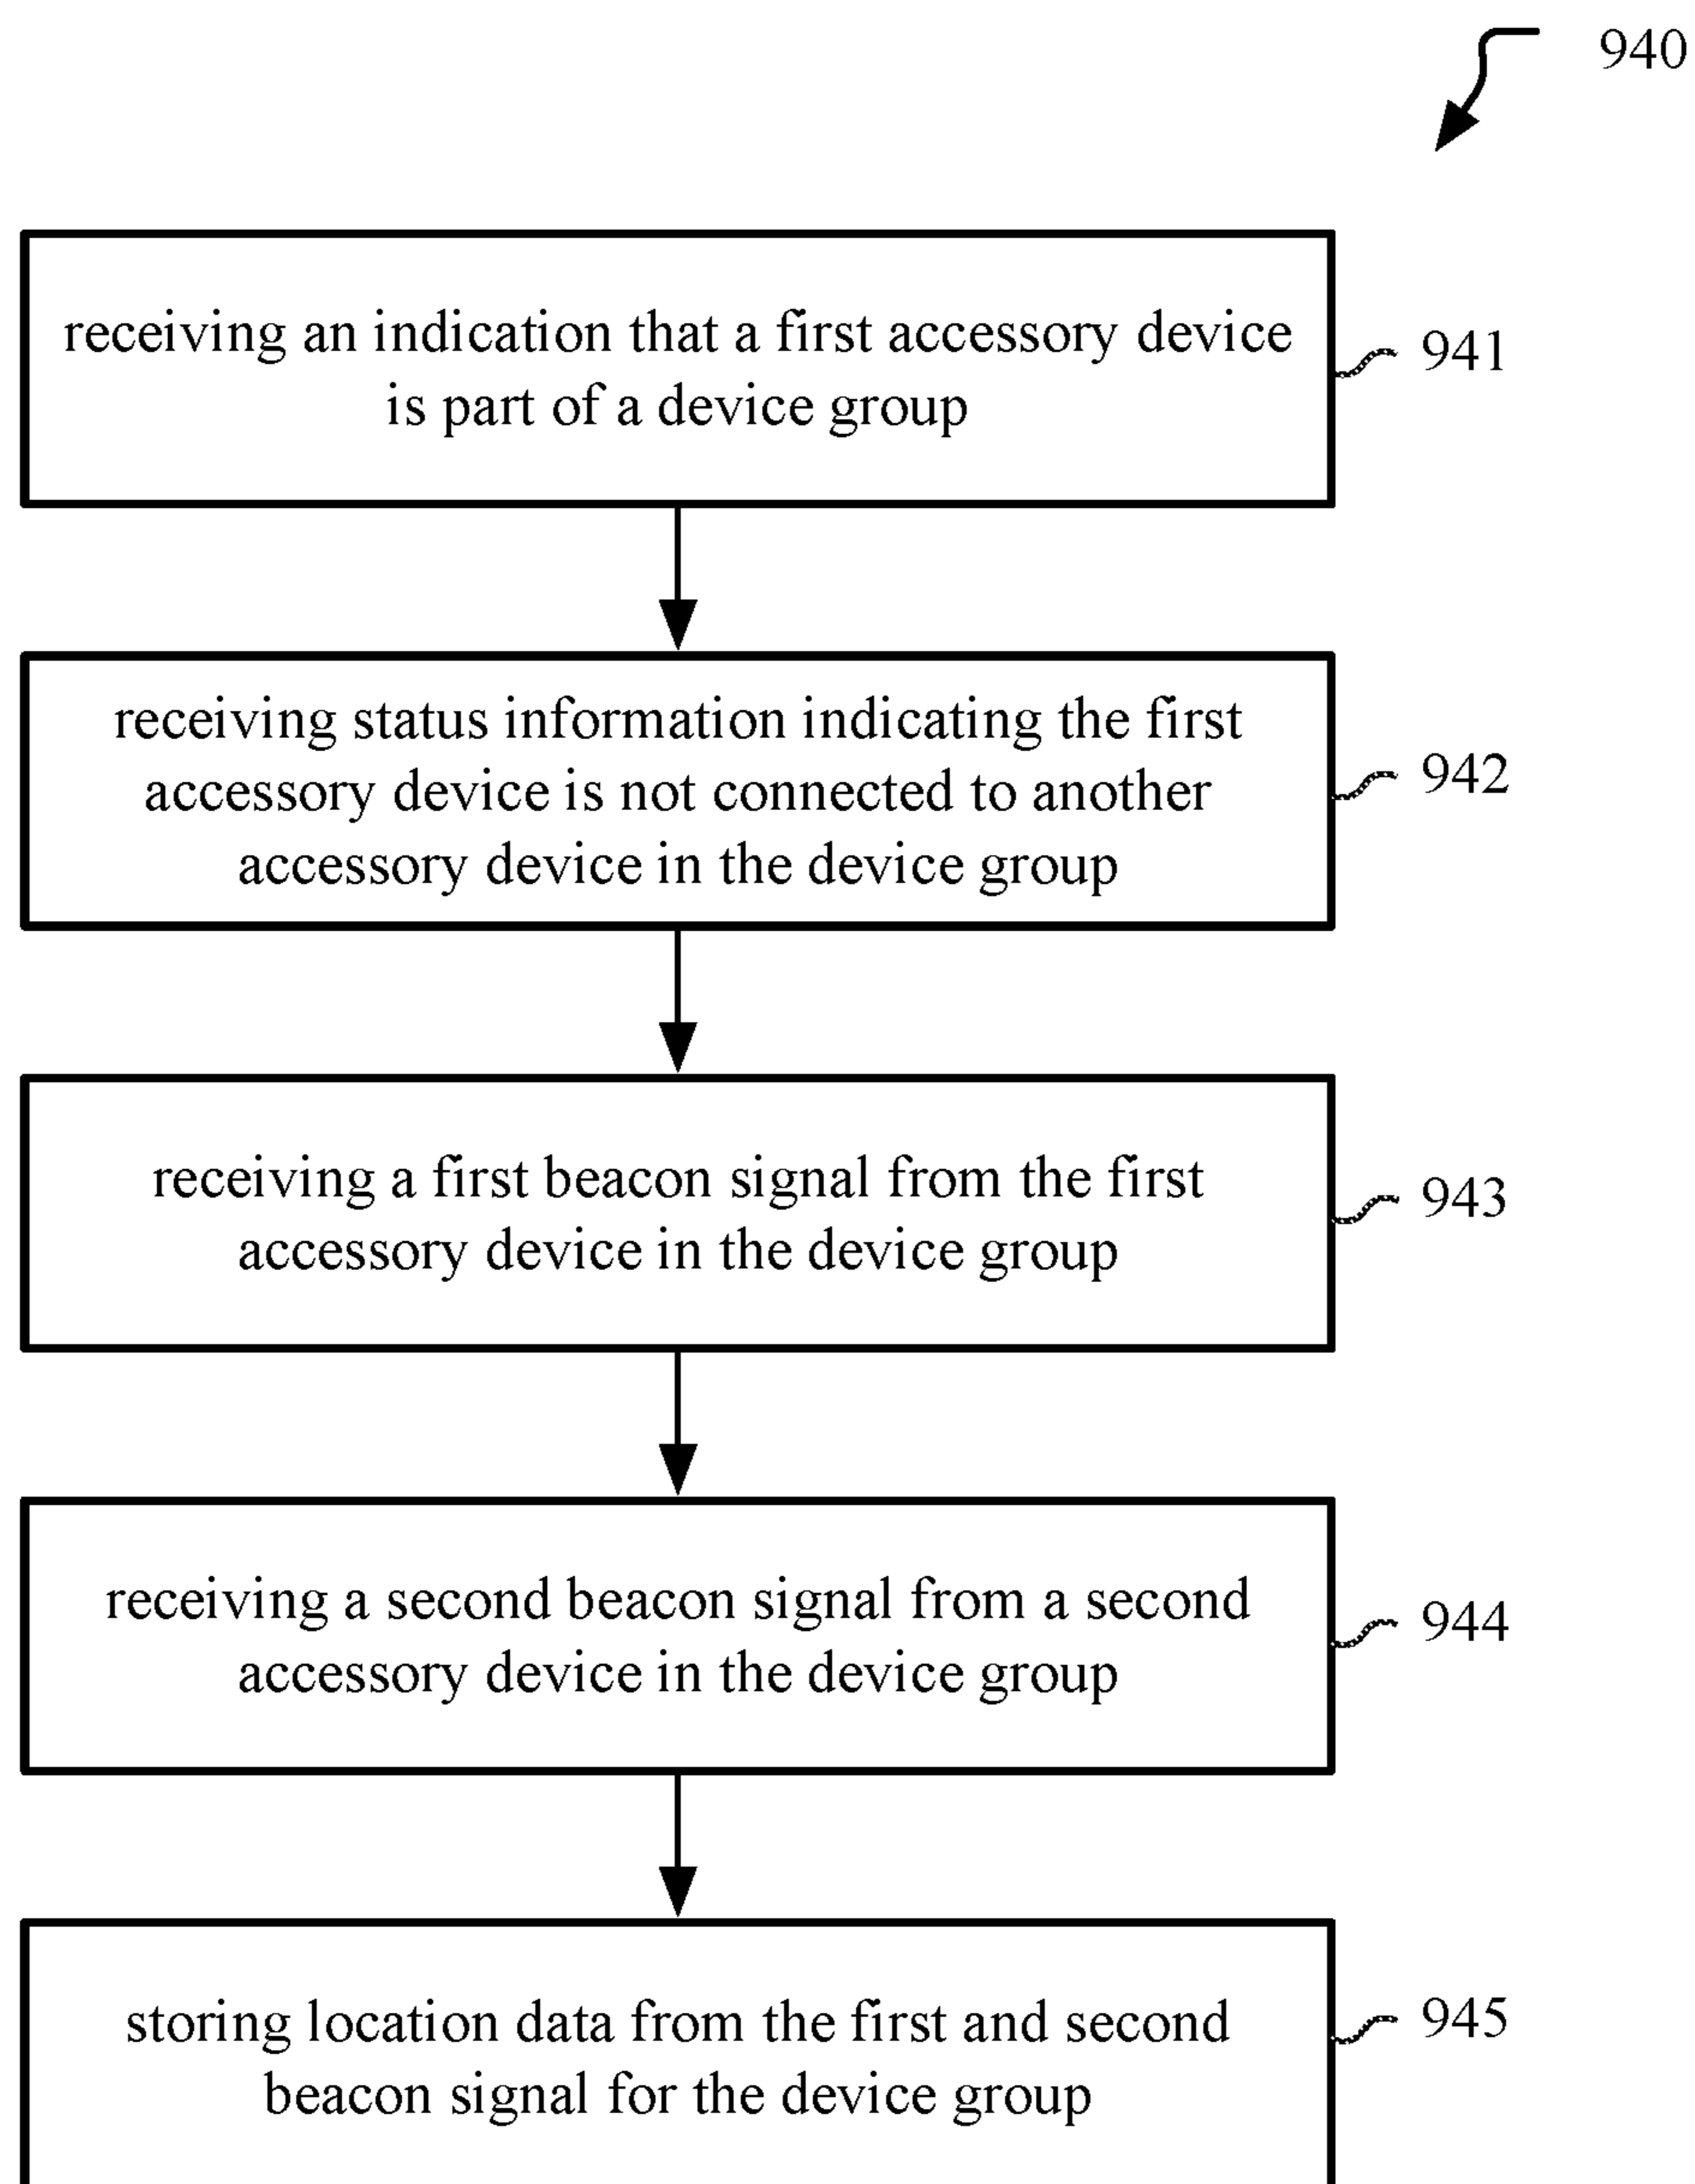 940
receiving an indication that a first accessory device
is part of a device group
941
receiving status information indicating the first
accessory device is not connected to another
accessory device in the device group
942
receiving a first beacon signal from the first
accessory device in the device group
943
receiving a second beacon signal from a second
accessory device in the device group
944
storing location data from the first and second
beacon signal for the device group
945